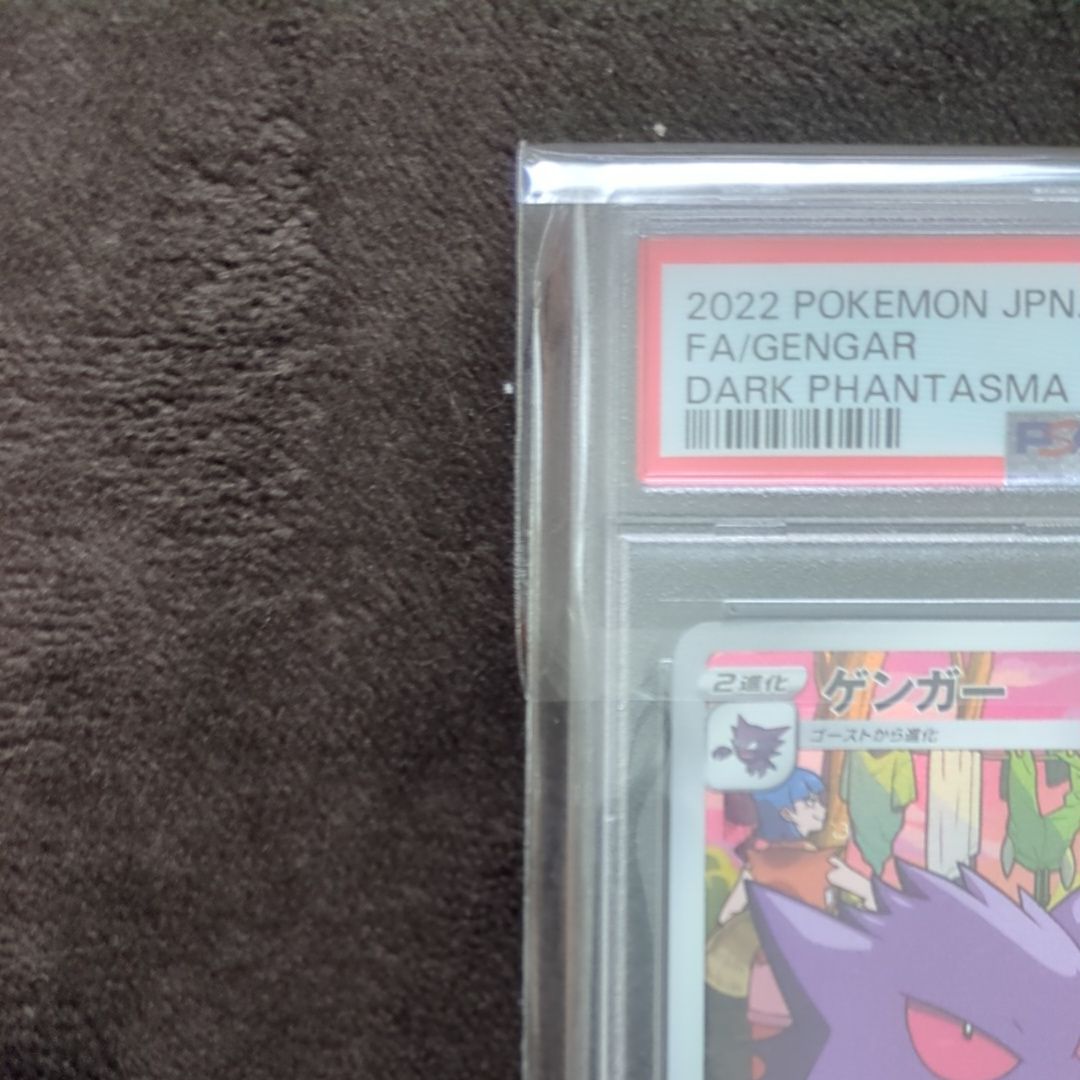 2022 POKEMON JPN.
FA/GENGAR
DARK PHANTASMA
PSA
2進化
ゲンガー
ゴーストから進化